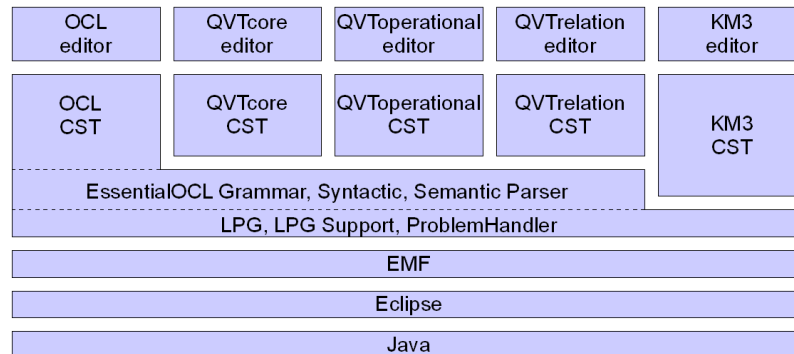 OCL
editor
QVTcore
editor
QVToperational
editor
QVTrelation
editor
KM3
editor
OCL
CST
QVTcore
CST
QVToperational
CST
QVTrelation
CST
KM3
CST
EssentialOCL Grammar, Syntactic, Semantic Parser
LPG, LPG Support, ProblemHandler
EMF
Eclipse
Java